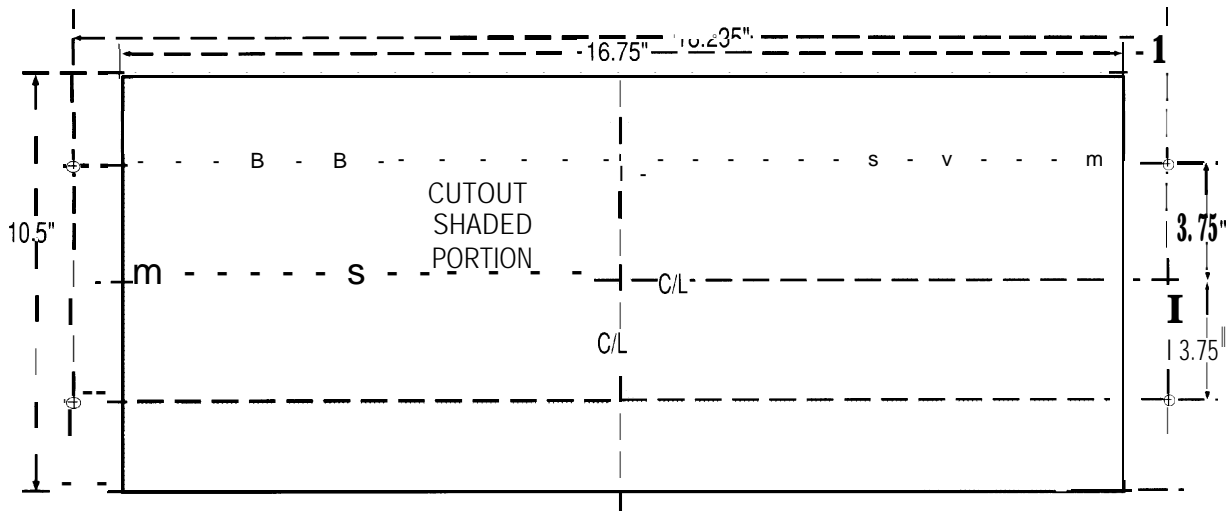 16.75" 1
B B s v m
CUTOUT
SHADED
PORTION
10.5"
3.75"
m s
C/L
I
C/L
3.75"